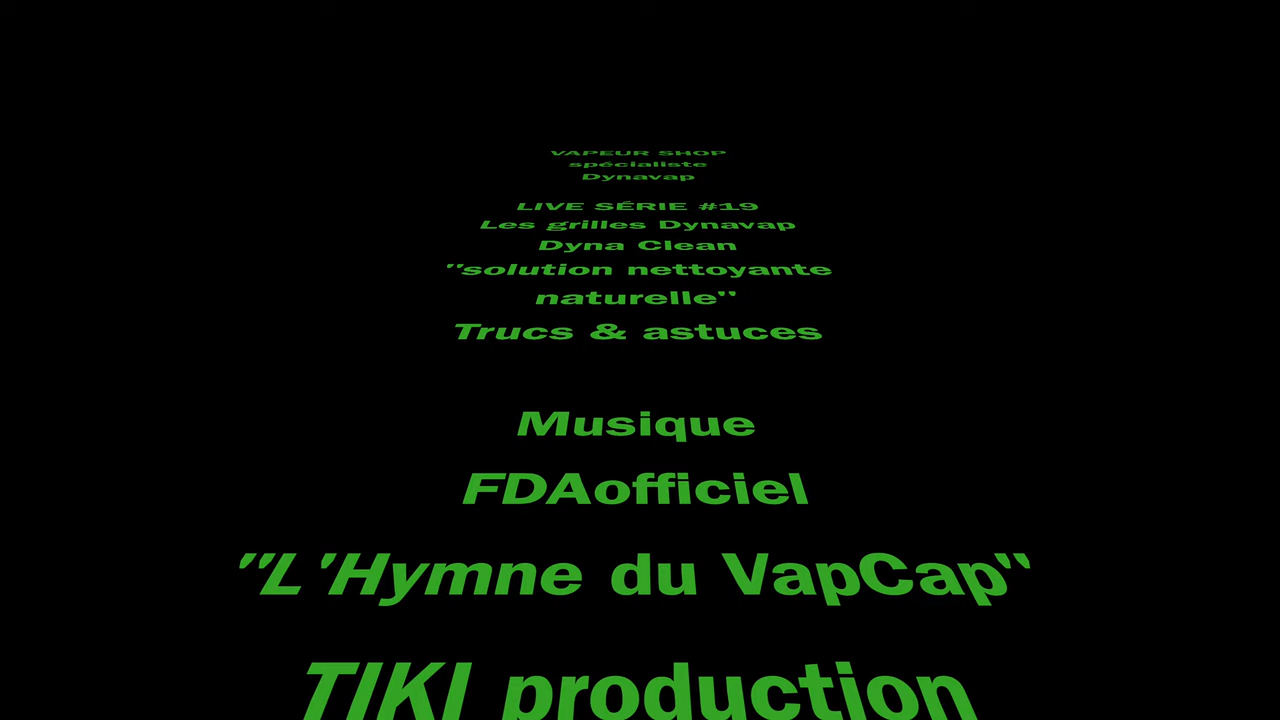 VAPEUR SHOP
spécialiste
Dynavap
LIVE SÉRIE #19
Les grilles Dynavap
Dyna Clean
"solution nettoyante
naturelle"
Trucs & astuces
Musique
FDAofficiel
"L'Hymne du VapCap"
TIKI production